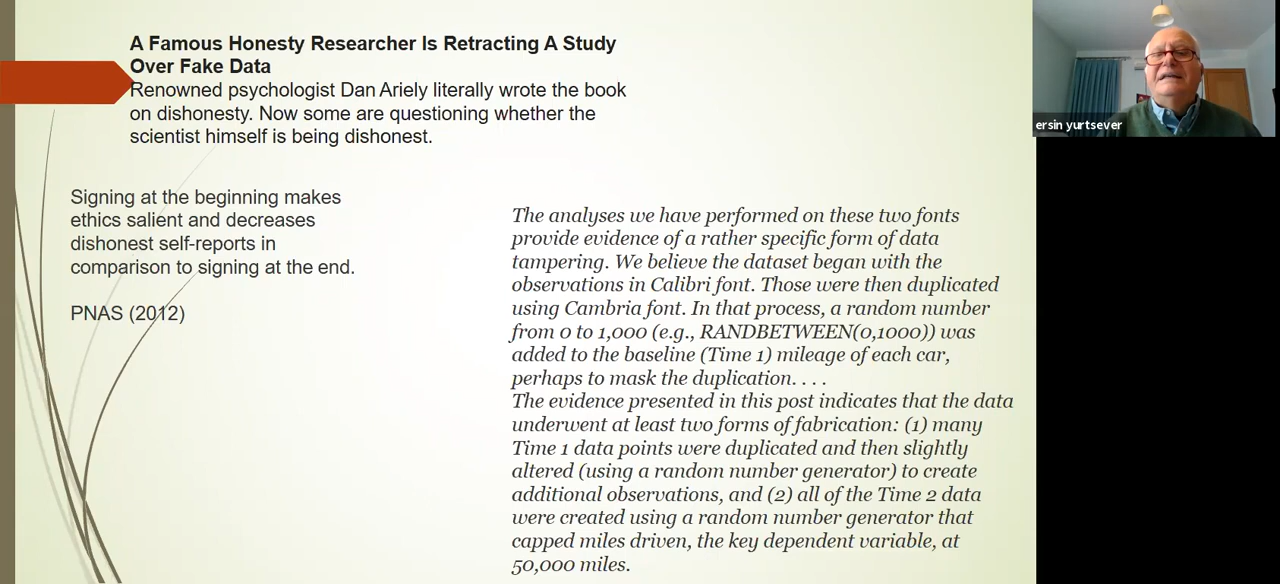 A Famous Honesty Researcher Is Retracting A Study
Over Fake Data
Renowned psychologist Dan Ariely literally wrote the book
on dishonesty. Now some are questioning whether the
scientist himself is being dishonest.
Signing at the beginning makes
ethics salient and decreases
dishonest self-reports in
comparison to signing at the end.
PNAS (2012)
The analyses we have performed on these two fonts
provide evidence of a rather specific form of data
tampering. We believe the dataset began with the
observations in Calibri font. Those were then duplicated
using Cambria font. In that process, a random number
from 0 to 1,000 (e.g., RANDBETWEEN(0,1000)) was
added to the baseline (Time 1) mileage of each car,
perhaps to mask the duplication. . . .
The evidence presented in this post indicates that the data
underwent at least two forms of fabrication: (1) many
Time 1 data points were duplicated and then slightly
altered (using a random number generator) to create
additional observations, and (2) all of the Time 2 data
were created using a random number generator that
capped miles driven, the key dependent variable, at
50,000 miles.
ersin yurtsever